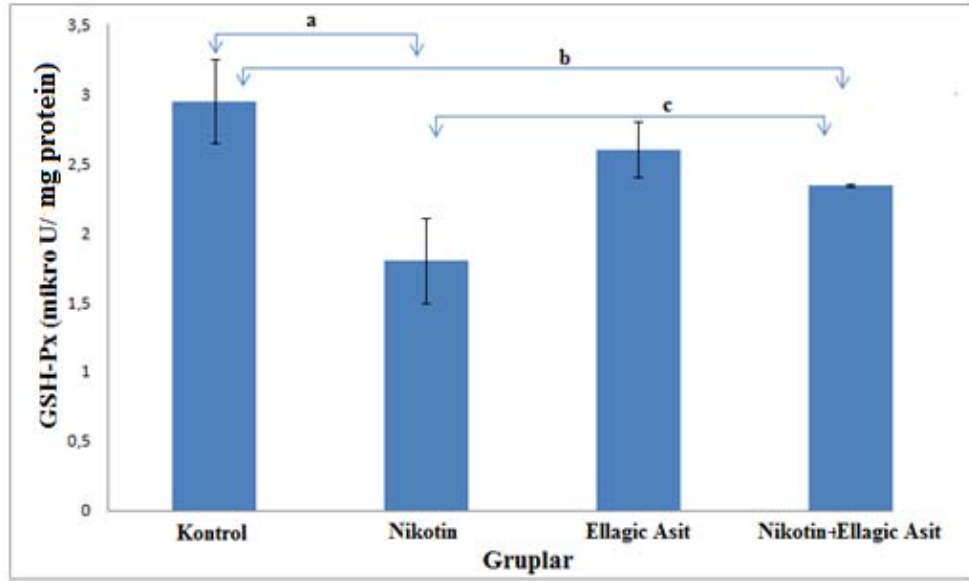 3,5
3
2,5
2
1,5
1
0,5
0
GSH-Px (mikro U/ mg protein)
a
b
c
Kontrol
Nikotin
Ellagic Asit
Nikotin+Ellagic Asit
Gruplar